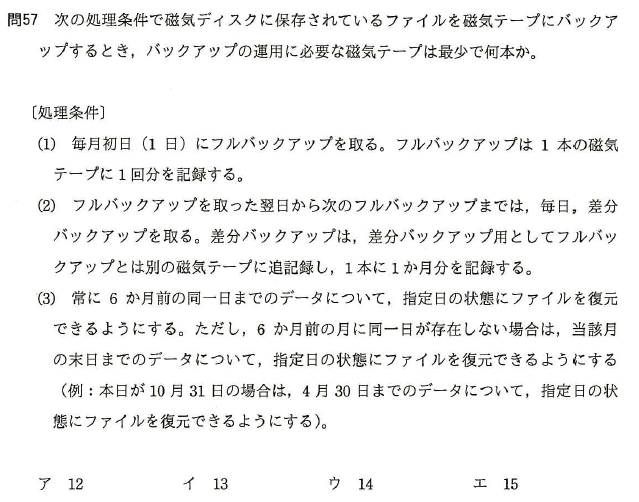 問57 次の処理条件で磁気ディスクに保存されているファイルを磁気テープにバックア
ップするとき，バックアップの運用に必要な磁気テープは最少で何本か。
〔処理条件〕
(1) 毎月初日（1 日）にフルバックアップを取る。フルバックアップは 1 本の磁気
テープに 1 回分を記録する。
(2) フルバックアップを取った翌日から次のフルバックアップまでは，毎日，差分
バックアップを取る。差分バックアップは，差分バックアップ用としてフルバッ
クアップとは別の磁気テープに追記録し，1 本に 1 か月分を記録する。
(3) 常に 6 か月前の同一日までのデータについて，指定日の状態にファイルを復元
できるようにする。ただし，6 か月前の月に同一日が存在しない場合は，当該月
の末日までのデータについて，指定日の状態にファイルを復元できるようにする
（例：本日が 10 月 31 日の場合は，4 月 30 日までのデータについて，指定日の状
態にファイルを復元できるようにする）。
ア 12 イ 13 ウ 14 エ 15